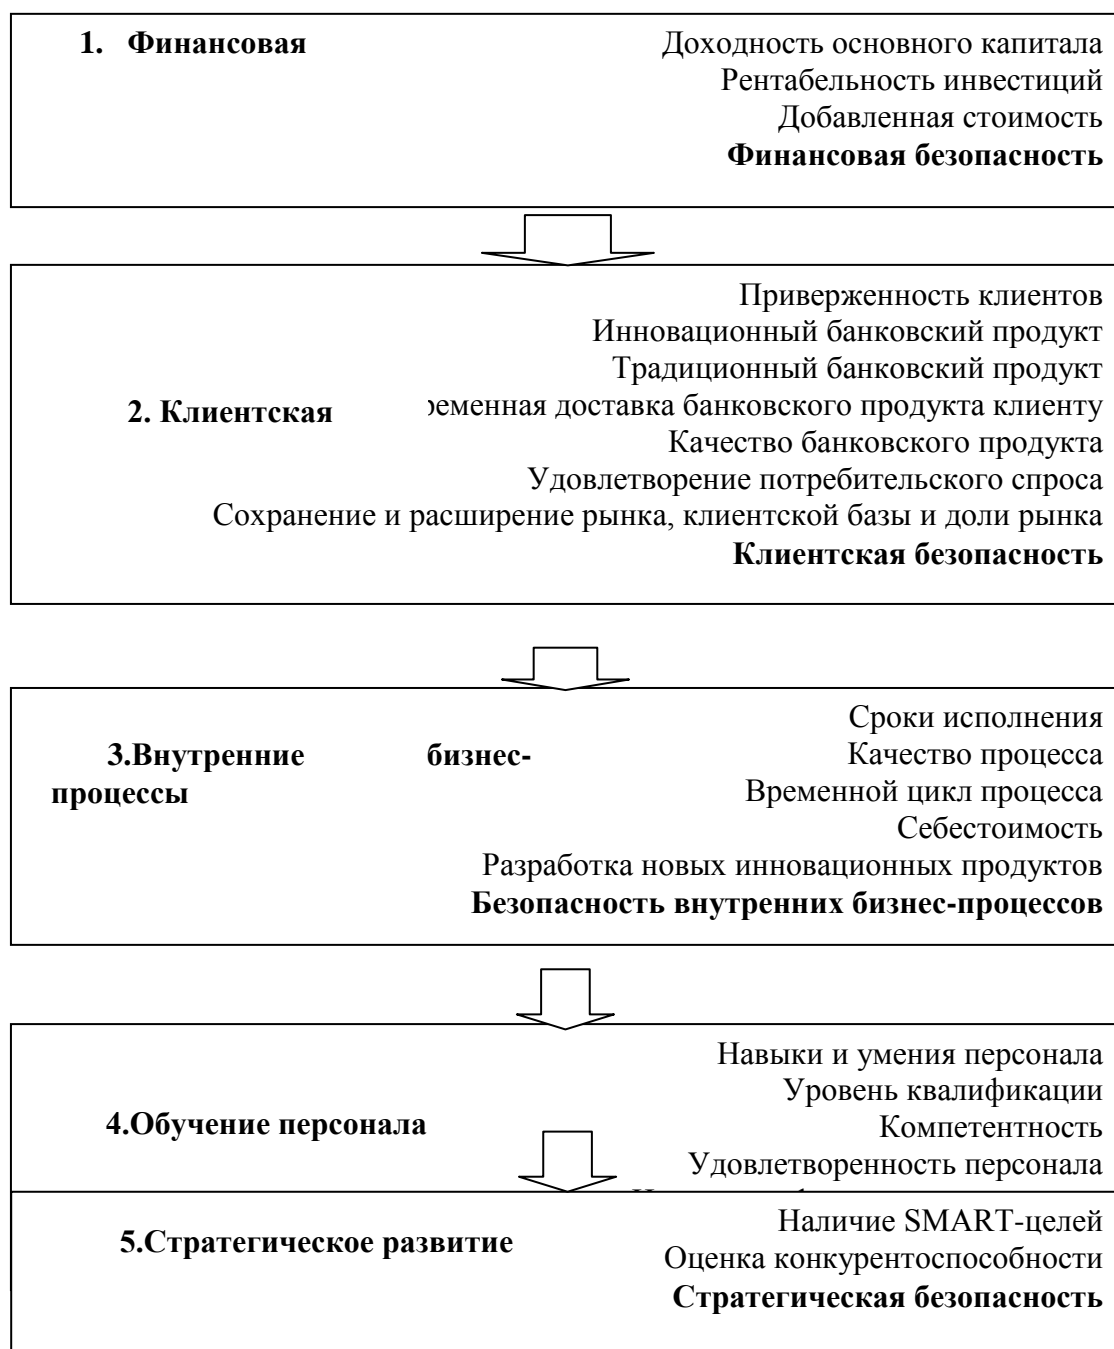 1. Финансовая
Доходность основного капитала
Рентабельность инвестиций
Добавленная стоимость
Финансовая безопасность
Приверженность клиентов
Инновационный банковский продукт
Традиционный банковский продукт
2. Клиентская
доставка банковского продукта клиенту
Качество банковского продукта
Удовлетворение потребительского спроса
Сохранение и расширение рынка, клиентской базы и доли рынка
Клиентская безопасность
3.Внутренние бизнес-
процессы
Сроки исполнения
Качество процесса
Временной цикл процесса
Себестоимость
Разработка новых инновационных продуктов
Безопасность внутренних бизнес-процессов
4.Обучение персонала
Навыки и умения персонала
Уровень квалификации
Компетентность
Удовлетворенность персонала
5.Стратегическое развитие
Наличие SMART-целей
Оценка конкурентоспособности
Стратегическая безопасность